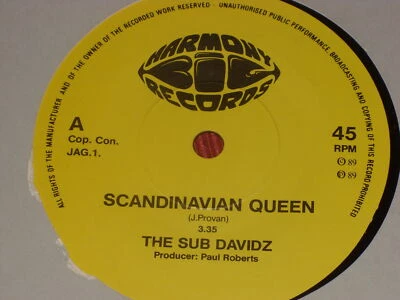 ALL RIGHTS OF THE MANUFACTURER AND OF THE OWNER OF THE RECORDED WORK RESERVED - UNAUTHORISED PUBLIC PERFORMANCE, BROADCASTING AND COPYING OF THIS RECORD PROHIBITED
HARMONY
RECORDS
A
45
Cop. Con.
RPM
JAG.1.
Ⓢ 89
Ⓢ 89
SCANDINAVIAN QUEEN
(J.Provan)
3.35
THE SUB DAVIDZ
Producer: Paul Roberts